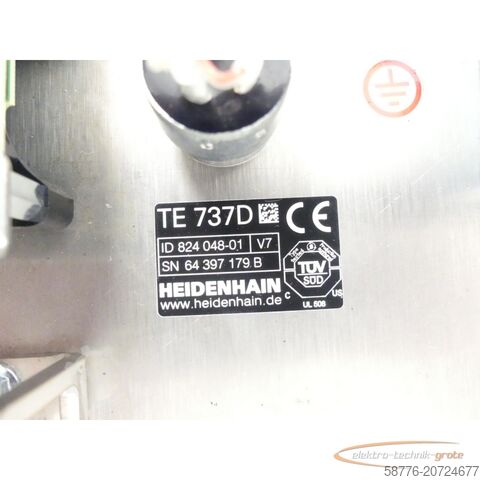 TE 737D CE
ID 824 048-01 V7
SN 64 397 179 B
HEIDENHAIN
www.heidenhain.de
TÜV
SÜD
c US
UL 508
elektro-technik-grote
58776-20724677